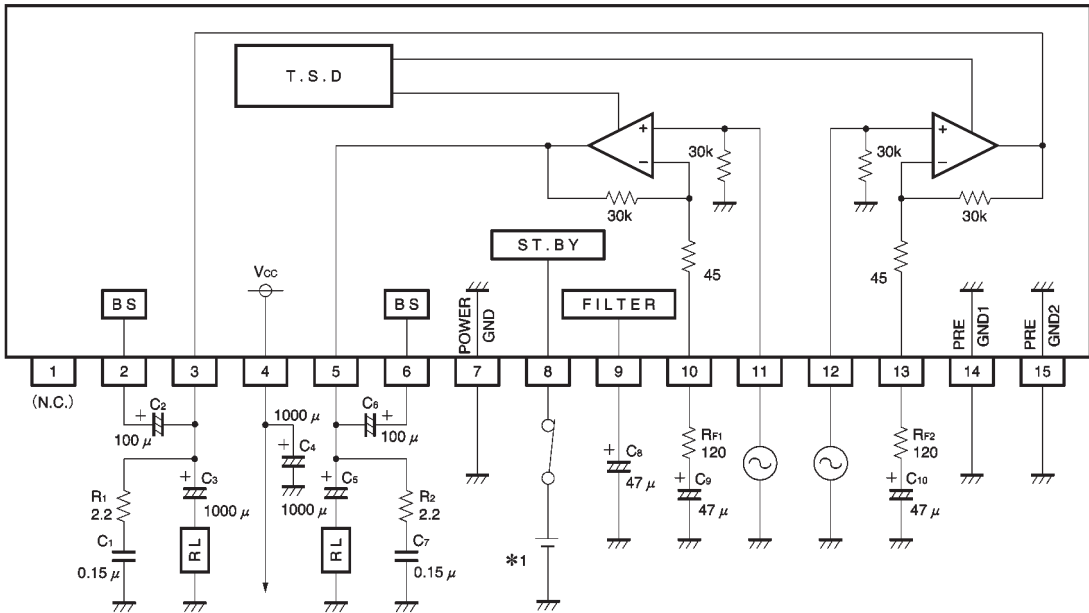 T.S.D
+
−
30k
30k
45
+
−
30k
30k
45
ST.BY
VCC
BS
BS
POWER
GND
FILTER
PRE
GND1
PRE
GND2
1
2
3
4
5
6
7
8
9
10
11
12
13
14
15
(N.C.)
+
C2
100 μ
1000 μ
+
C4
C6
+
100 μ
R1
2.2
+
C3
1000 μ
+
C5
1000 μ
R2
2.2
C1
0.15 μ
RL
RL
C7
0.15 μ
*1
+
C8
47 μ
RF1
120
+
C9
47 μ
RF2
120
+
C10
47 μ